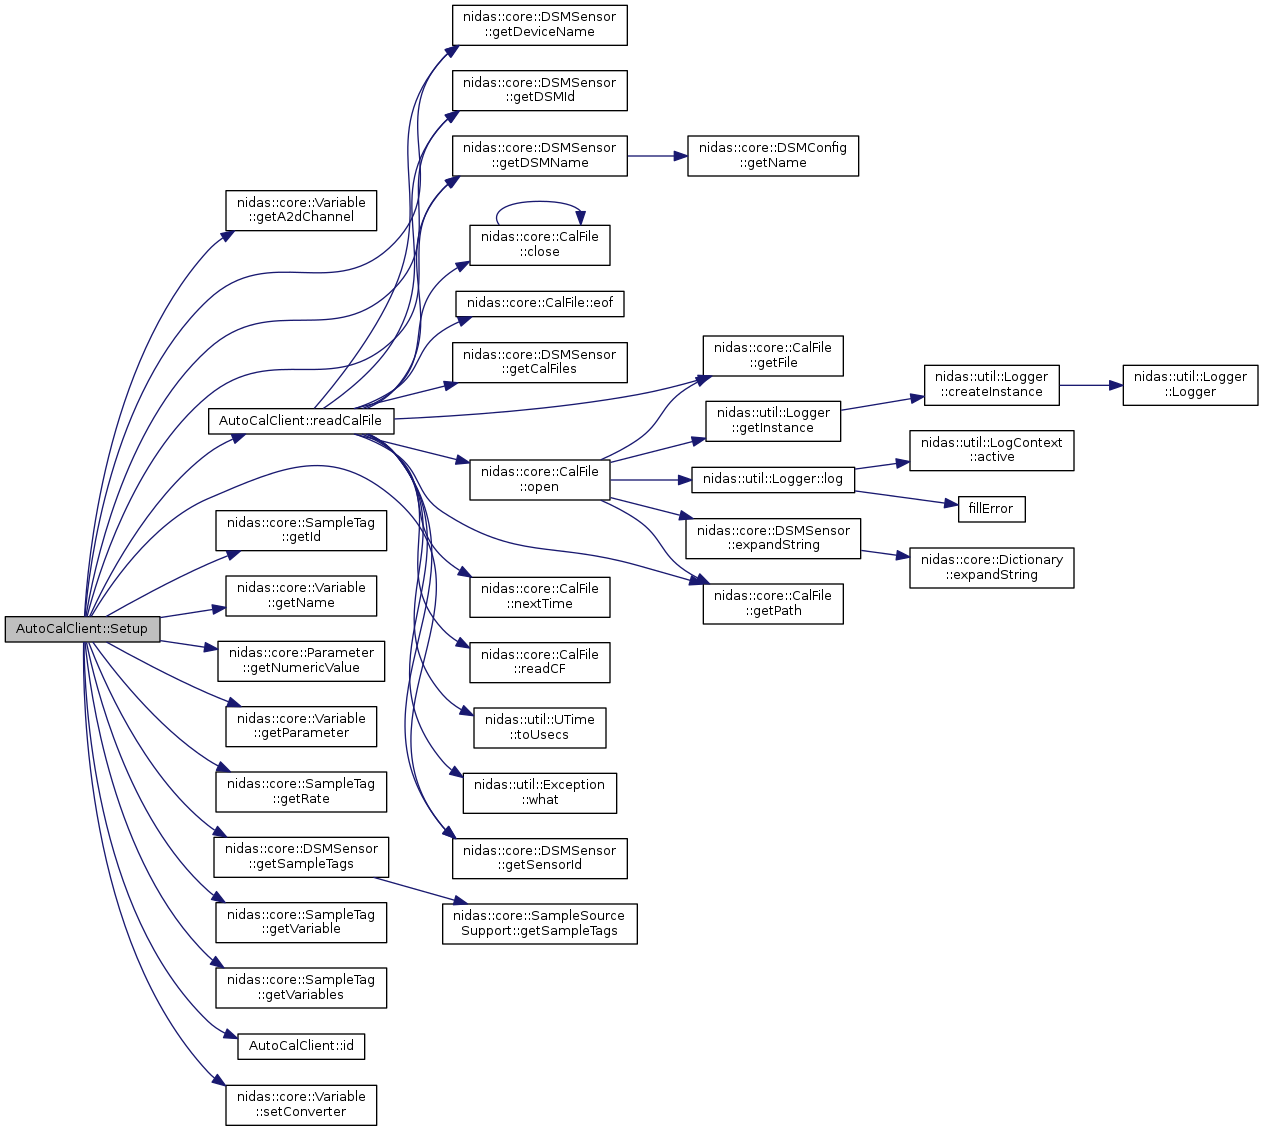 AutoCalClient::Setup
nidas::core::Variable
::getA2dChannel
AutoCalClient::readCalFile
nidas::core::SampleTag
::getId
nidas::core::Variable
::getName
nidas::core::Parameter
::getNumericValue
nidas::core::Variable
::getParameter
nidas::core::SampleTag
::getRate
nidas::core::DSMSensor
::getSampleTags
nidas::core::SampleTag
::getVariable
nidas::core::SampleTag
::getVariables
AutoCalClient::id
nidas::core::Variable
::setConverter
nidas::core::DSMSensor
::getDeviceName
nidas::core::DSMSensor
::getDSMId
nidas::core::DSMSensor
::getDSMName
nidas::core::CalFile
::close
nidas::core::CalFile::eof
nidas::core::DSMSensor
::getCalFiles
nidas::core::CalFile
::open
nidas::core::CalFile
::nextTime
nidas::core::CalFile
::readCF
nidas::util::UTime
::toUsecs
nidas::util::Exception
::what
nidas::core::DSMSensor
::getSensorId
nidas::core::SampleSource
Support::getSampleTags
nidas::core::DSMConfig
::getName
nidas::core::CalFile
::getFile
nidas::util::Logger
::getInstance
nidas::util::Logger::log
nidas::core::DSMSensor
::expandString
nidas::core::CalFile
::getPath
nidas::util::Logger
::createInstance
nidas::util::LogContext
::active
fillError
nidas::core::Dictionary
::expandString
nidas::util::Logger
::Logger